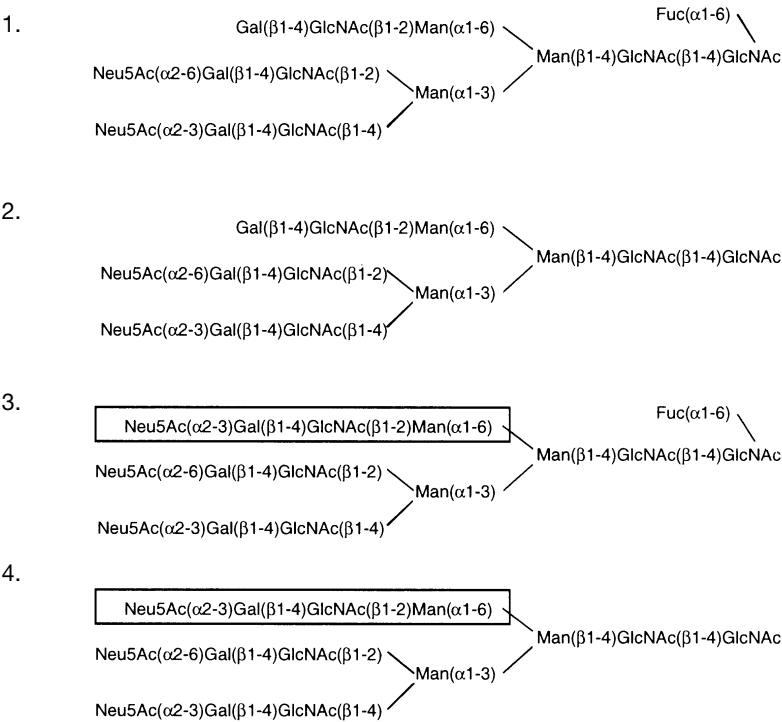 1.
Fuc(α1-6)
Gal(β1-4)GlcNAc(β1-2)Man(α1-6)
Man(β1-4)GlcNAc(β1-4)GlcNAc
Neu5Ac(α2-6)Gal(β1-4)GlcNAc(β1-2)
Man(α1-3)
Neu5Ac(α2-3)Gal(β1-4)GlcNAc(β1-4)
2.
Gal(β1-4)GlcNAc(β1-2)Man(α1-6)
Man(β1-4)GlcNAc(β1-4)GlcNAc
Neu5Ac(α2-6)Gal(β1-4)GlcNAc(β1-2)
Man(α1-3)
Neu5Ac(α2-3)Gal(β1-4)GlcNAc(β1-4)
3.
Fuc(α1-6)
Neu5Ac(α2-3)Gal(β1-4)GlcNAc(β1-2)Man(α1-6)
Man(β1-4)GlcNAc(β1-4)GlcNAc
Neu5Ac(α2-6)Gal(β1-4)GlcNAc(β1-2)
Man(α1-3)
Neu5Ac(α2-3)Gal(β1-4)GlcNAc(β1-4)
4.
Neu5Ac(α2-3)Gal(β1-4)GlcNAc(β1-2)Man(α1-6)
Man(β1-4)GlcNAc(β1-4)GlcNAc
Neu5Ac(α2-6)Gal(β1-4)GlcNAc(β1-2)
Man(α1-3)
Neu5Ac(α2-3)Gal(β1-4)GlcNAc(β1-4)